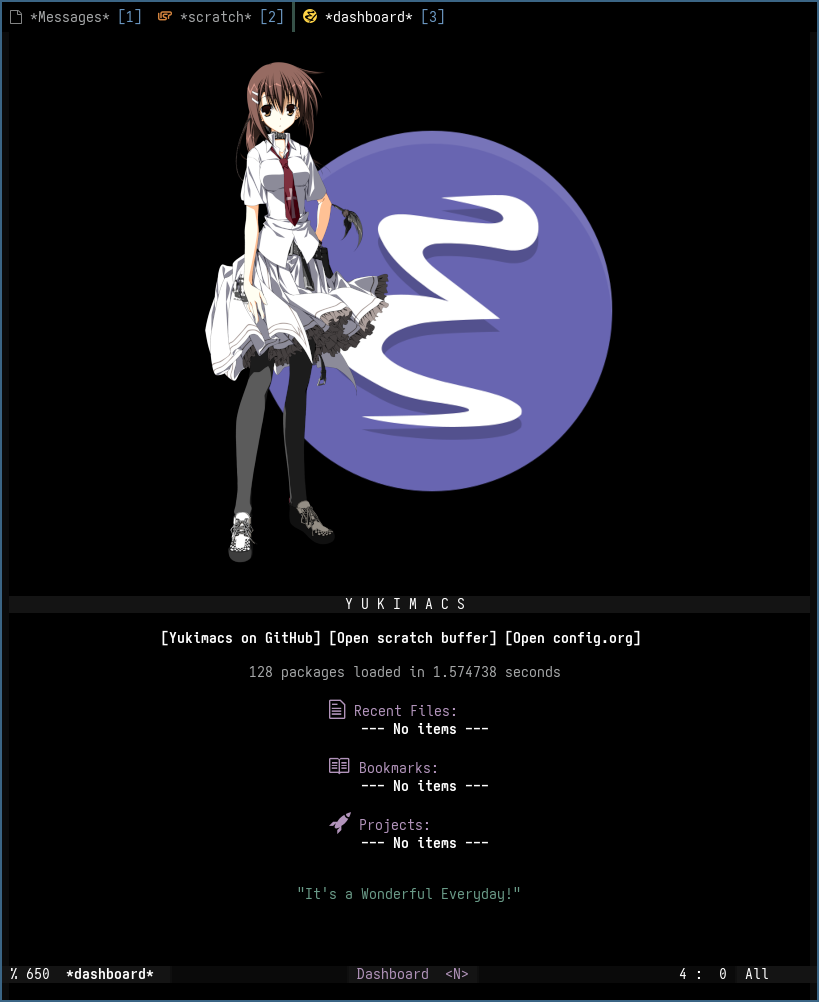 *Messages* [1] *scratch* [2] *dashboard* [3]
Y U K I M A C S
[Yukimacs on GitHub] [Open scratch buffer] [Open config.org]
128 packages loaded in 1.574738 seconds
Recent Files:
--- No items ---
Bookmarks:
--- No items ---
Projects:
--- No items ---
"It's a Wonderful Everyday!"
% 650 *dashboard* Dashboard <N> 4 : 0 All